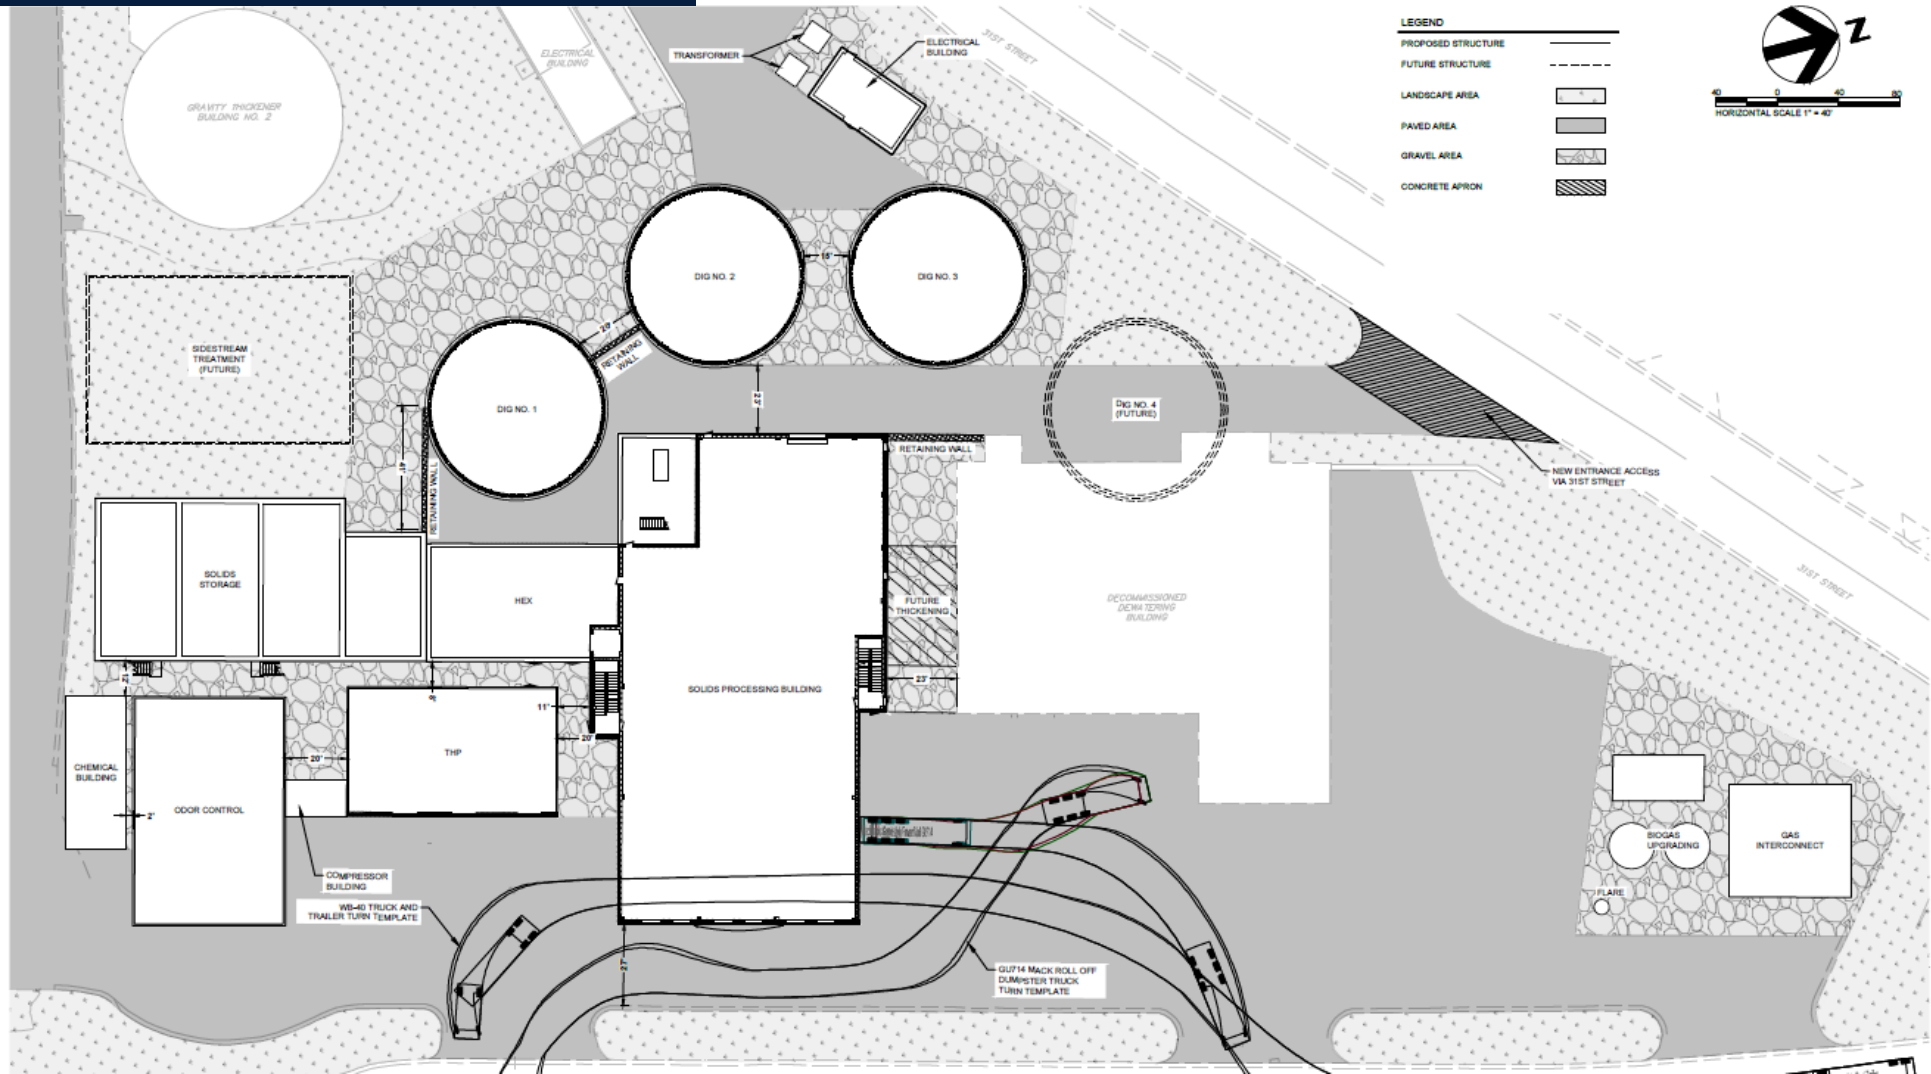 LEGEND
PROPOSED STRUCTURE
FUTURE STRUCTURE
LANDSCAPE AREA
PAVED AREA
GRAVEL AREA
CONCRETE APRON
Z
40 0 40 80
HORIZONTAL SCALE 1" = 40'
31ST STREET
TRANSFORMER
ELECTRICAL
BUILDING
ELECTRICAL
BUILDING
GRAVITY THICKENER
BUILDING NO. 2
DIG NO. 2
15'
DIG NO. 3
20'
RETAINING
WALL
SIDESTREAM
TREATMENT
(FUTURE)
DIG NO. 1
23'
DIG NO. 4
(FUTURE)
41'
RETAINING WALL
RETAINING WALL
NEW ENTRANCE ACCESS
VIA 31ST STREET
SOLIDS
STORAGE
HEX
FUTURE
THICKENING
DECOMMISSIONED
DEWATERING
BUILDING
31ST STREET
12'
SOLIDS PROCESSING BUILDING
23'
11'
20'
THP
20'
CHEMICAL
BUILDING
ODOR CONTROL
2'
BIOGAS
UPGRADING
GAS
INTERCONNECT
COMPRESSOR
BUILDING
FLARE
WB-40 TRUCK AND
TRAILER TURN TEMPLATE
27'
GU714 MACK ROLL OFF
DUMPSTER TRUCK
TURN TEMPLATE